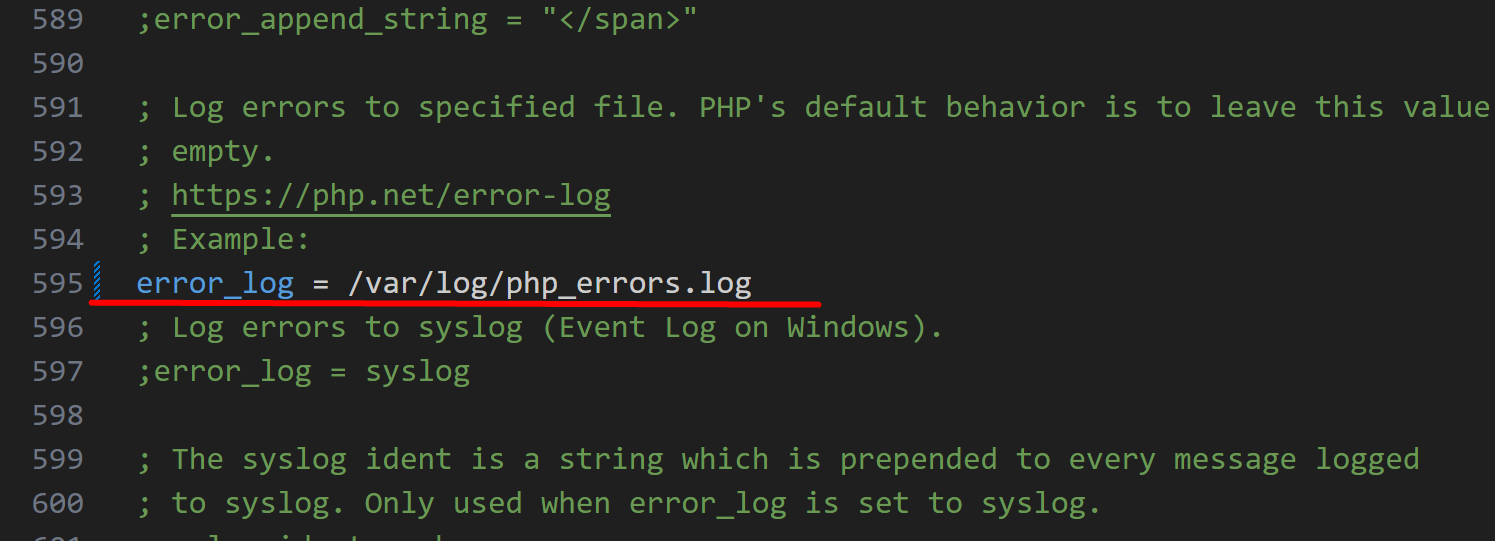 589 ;error_append_string = "</span>"
590
591 ; Log errors to specified file. PHP's default behavior is to leave this value
592 ; empty.
593 ; https://php.net/error-log
594 ; Example:
595 error_log = /var/log/php_errors.log
596 ; Log errors to syslog (Event Log on Windows).
597 ;error_log = syslog
598
599 ; The syslog ident is a string which is prepended to every message logged
600 ; to syslog. Only used when error_log is set to syslog.